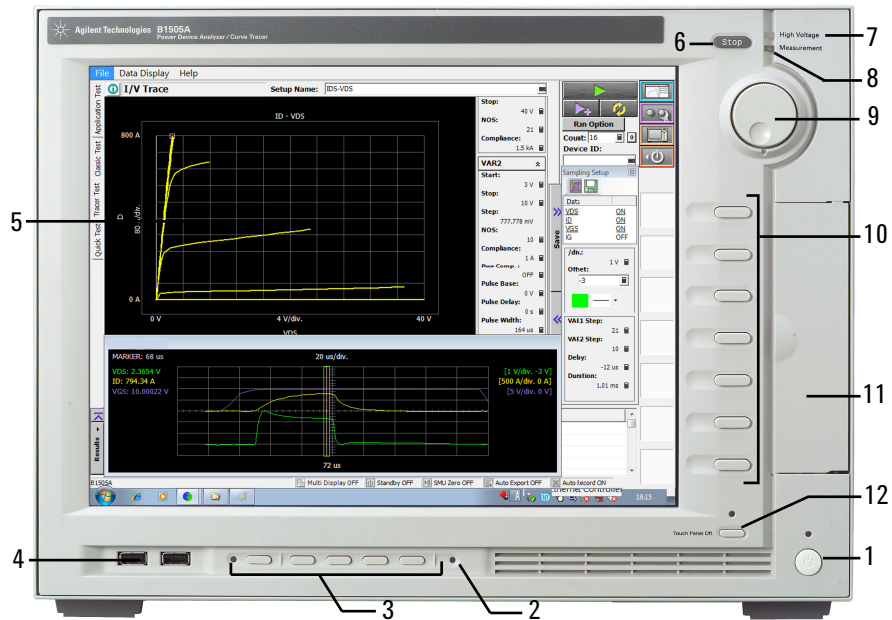 Agilent Technologies B1505A
Power Device Analyzer / Curve Tracer
6 Stop
High Voltage 7
Measurement
8
9
10
11
12
Touch Panel Off
1
2
3
4
5
File Data Display Help
I/V Trace Setup Name: IDS-VDS
Quick Test Tracer Test Classic Test Application Test
ID - VDS
800 A
ID
80 /div.
0 A
0 V 4 V/div. 40 V
VDS
Stop:
40 V
NOS:
21
Compliance:
1.5 kA
VAR2
Start:
3 V
Stop:
10 V
Step:
777.778 mV
NOS:
10
Compliance:
1 A
Pwr Comp.:
OFF
Pulse Base:
0 V
Pulse Delay:
0 s
Pulse Width:
164 us
Save
Run Option
Count: 16
Device ID:
Sampling Setup
Data
VDS ON
ID ON
VGS ON
IG OFF
/div.:
1 V
Offset:
-3
VAR1 Step:
21
VAR2 Step:
10
Delay:
-12 us
Duration:
1.01 ms
MARKER: 68 us 20 us/div.
VDS: 2.3654 V [1 V/div. -3 V]
ID: 794.34 A [500 A/div. 0 A]
VGS: 10.00022 V [5 V/div. 0 V]
72 us
Results
B1505A Multi Display OFF Standby OFF SMU Zero OFF Auto Export OFF Auto Record ON
Ethernet Controller
18:15